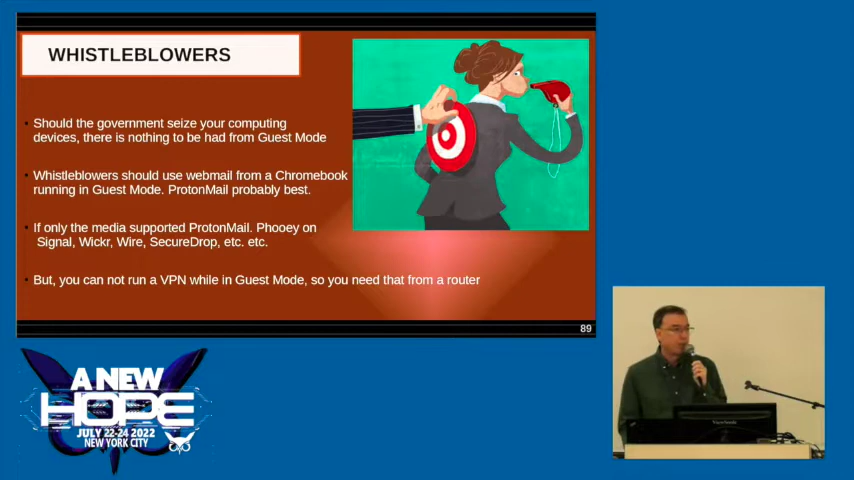 WHISTLEBLOWERS
Should the government seize your computing
devices, there is nothing to be had from Guest Mode
Whistleblowers should use webmail from a Chromebook
running in Guest Mode. ProtonMail probably best.
If only the media supported ProtonMail. Phooey on
Signal, Wickr, Wire, SecureDrop, etc. etc.
But, you can not run a VPN while in Guest Mode, so you need that from a router
89
A NEW
HOPE
JULY 22-24 2022
NEW YORK CITY
ViewSonic